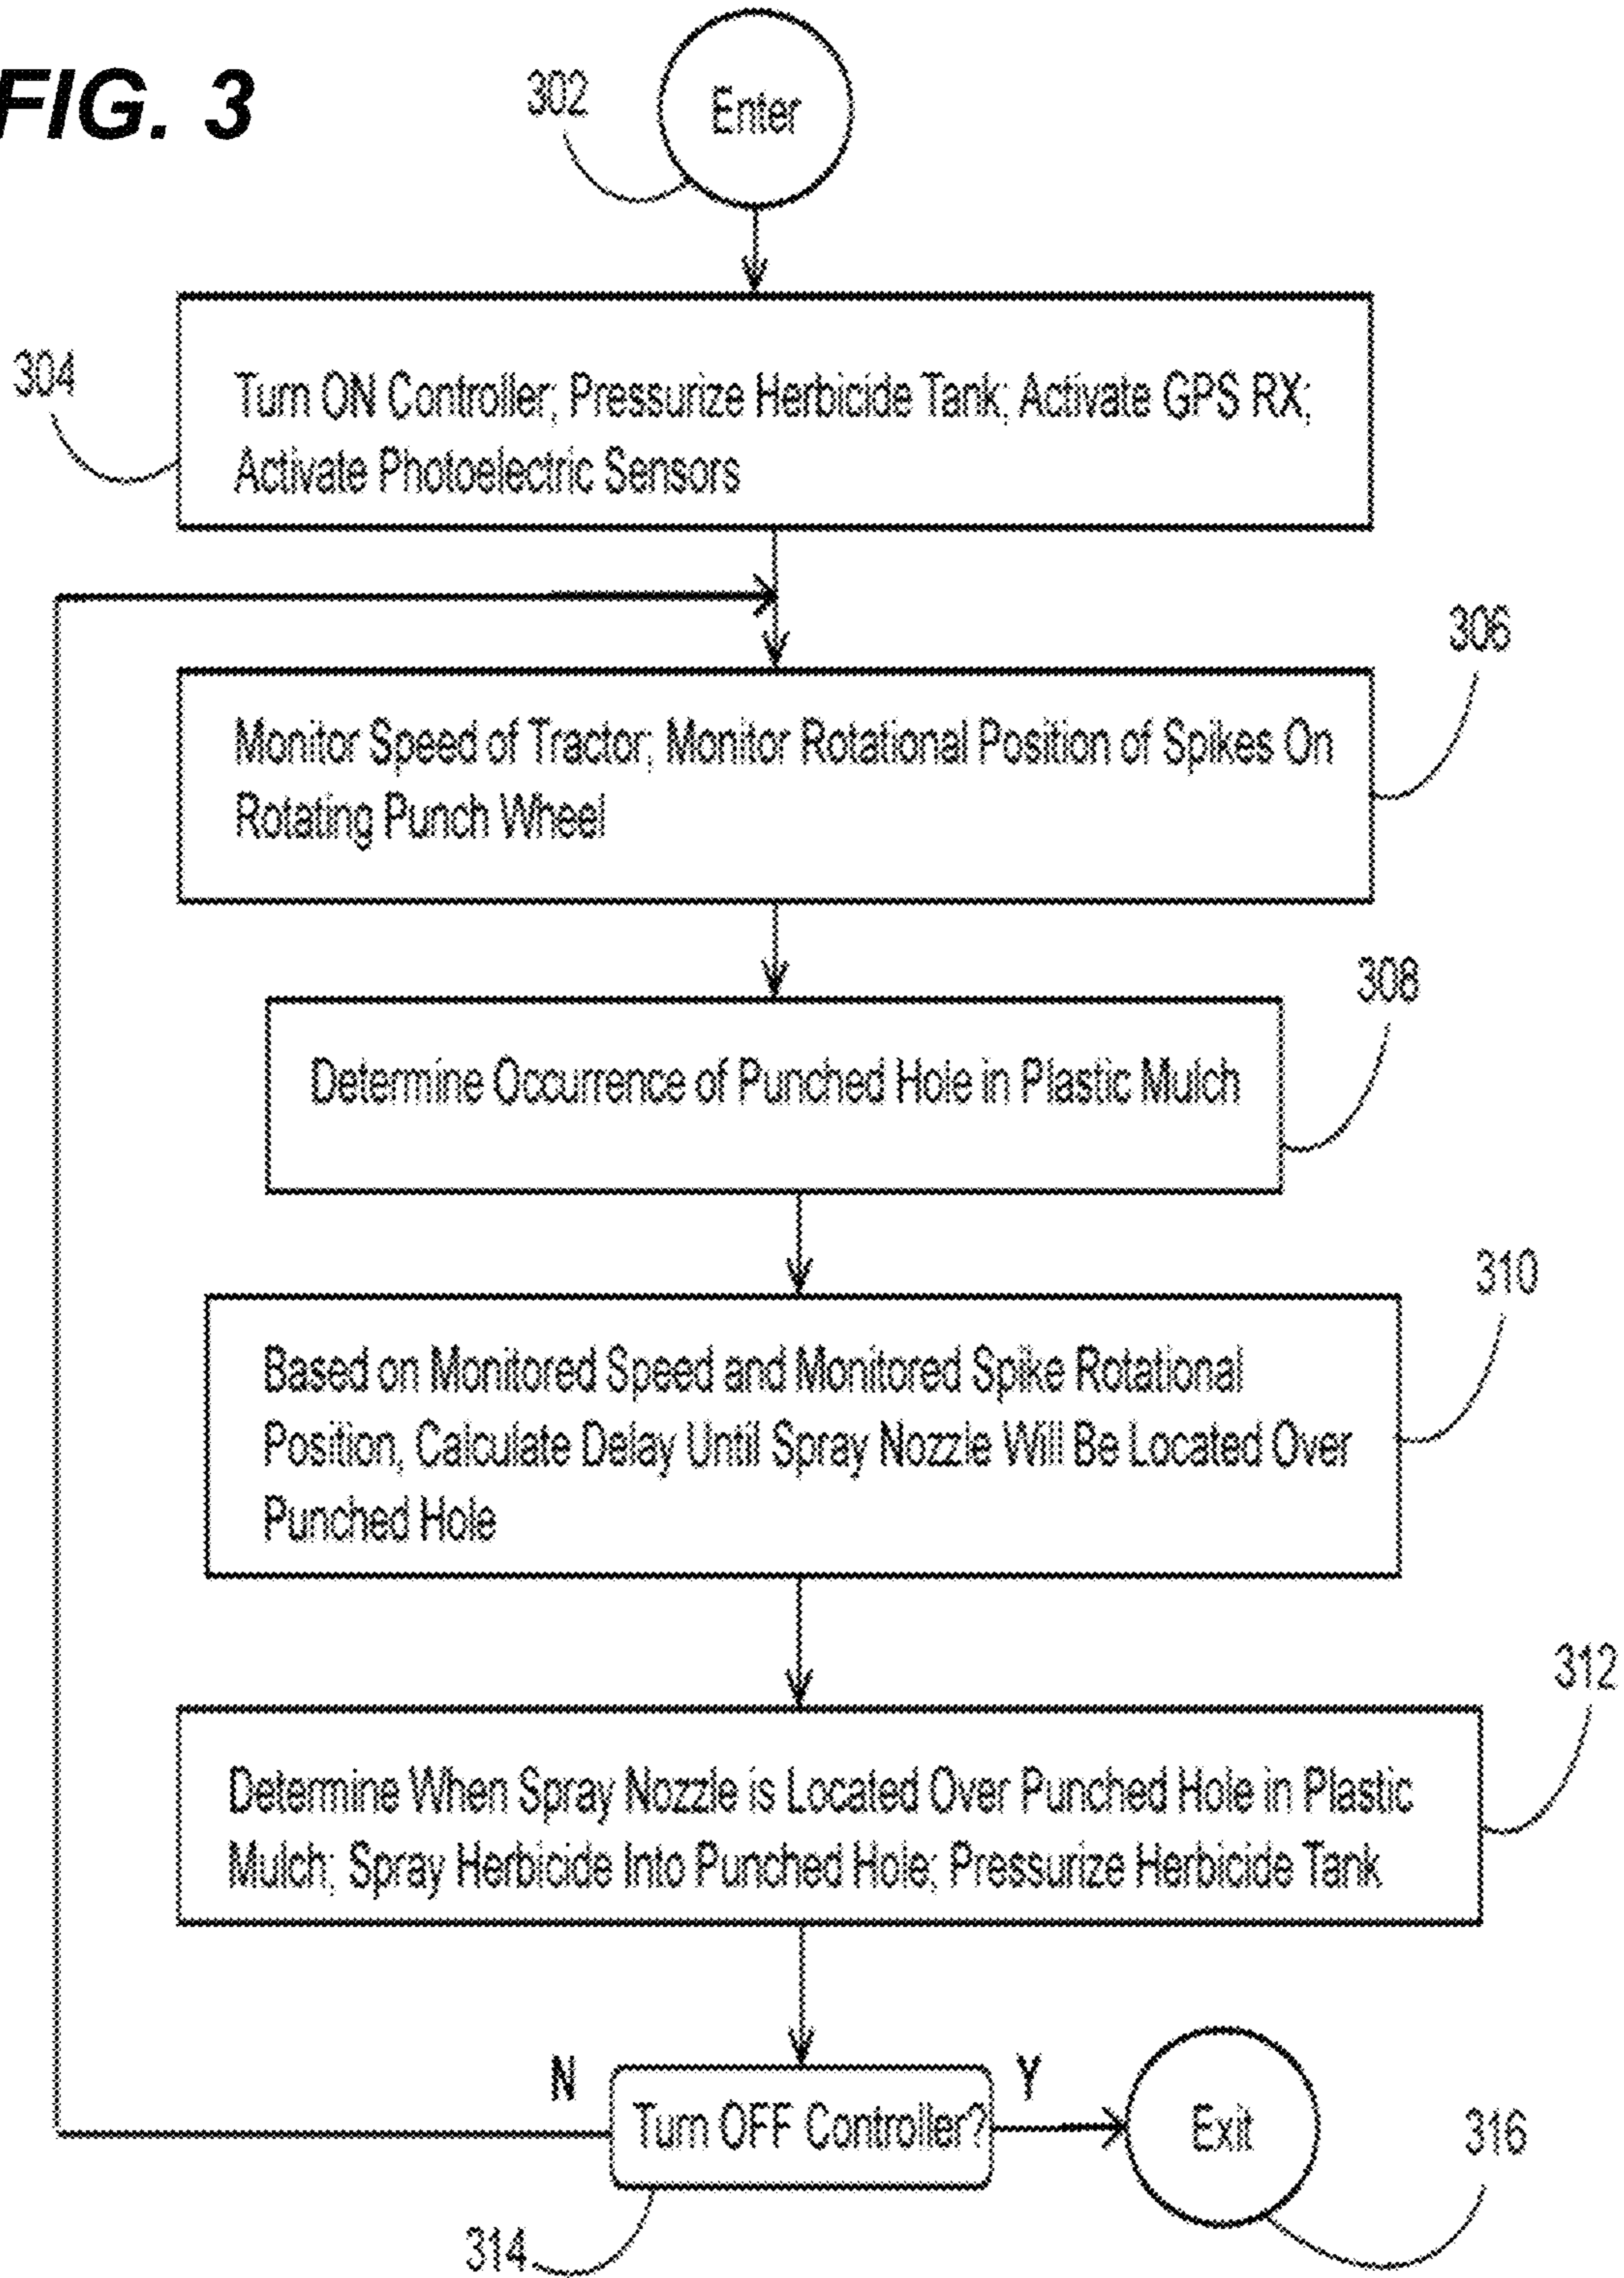 FIG. 3
302
Enter
304
Turn ON Controller; Pressurize Herbicide Tank; Activate GPS RX;
Activate Photoelectric Sensors
306
Monitor Speed of Tractor; Monitor Rotational Position of Spikes On
Rotating Punch Wheel
308
Determine Occurrence of Punched Hole in Plastic Mulch
310
Based on Monitored Speed and Monitored Spike Rotational
Position, Calculate Delay Until Spray Nozzle Will Be Located Over
Punched Hole
312
Determine When Spray Nozzle is Located Over Punched Hole in Plastic
Mulch; Spray Herbicide Into Punched Hole; Pressurize Herbicide Tank
N
Turn OFF Controller?
Y
Exit
316
314